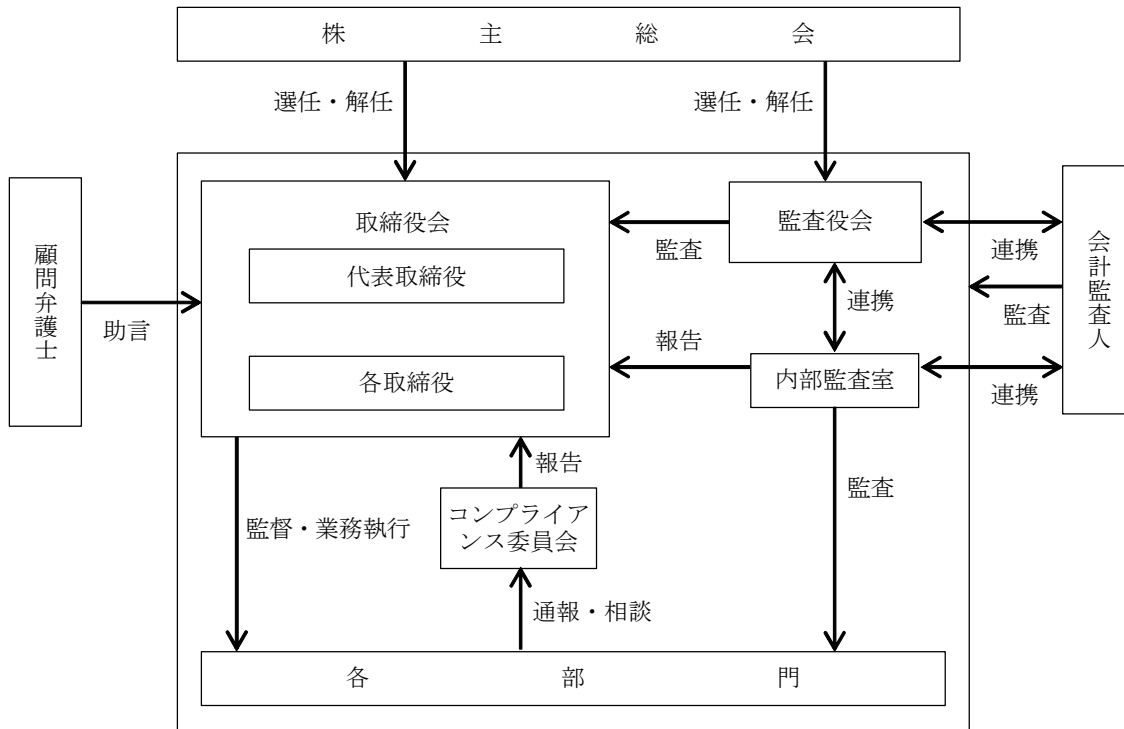 株主総会
選任・解任
選任・解任
顧問弁護士
助言
取締役会
代表取締役
各取締役
監査
監査役会
連携
会計監査人
監査
連携
報告
内部監査室
連携
報告
監査
監督・業務執行
コンプライア
ンス委員会
通報・相談
各部門